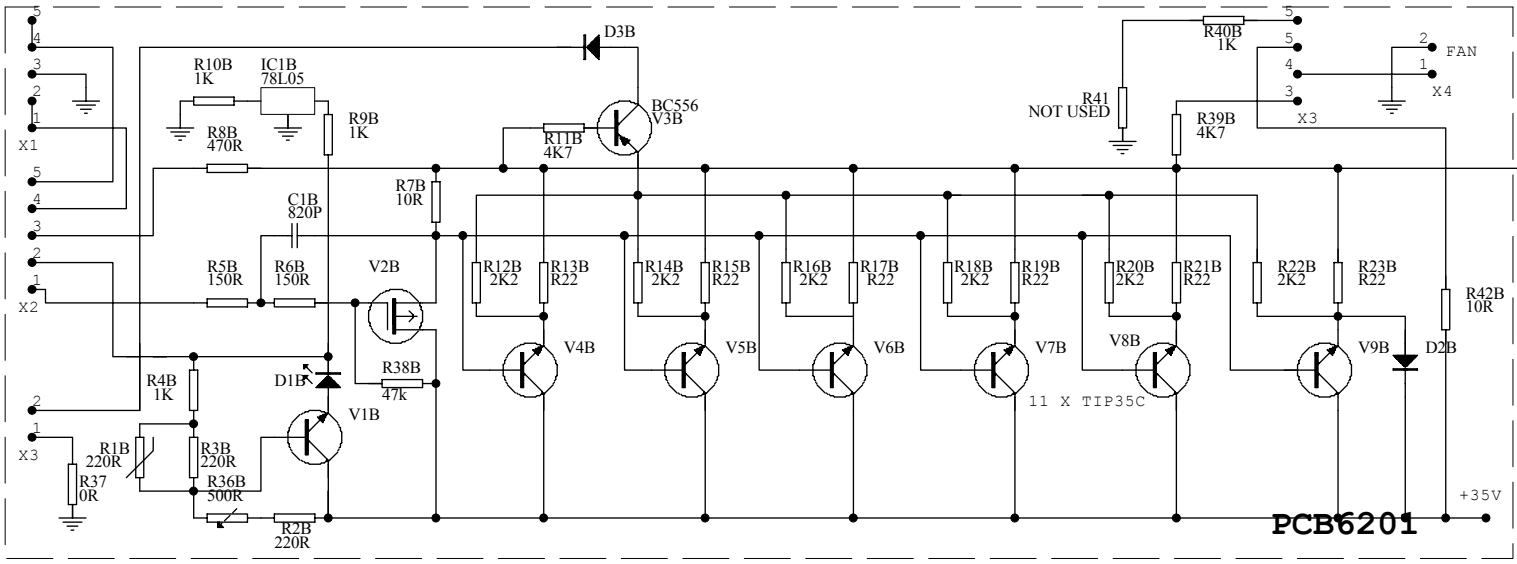 5
4
3
2
1
X1
5
4
3
2
1
X2
2
1
X3
R10B
1K
IC1B
78L05
R9B
1K
R8B
470R
D3B
BC556
V3B
R11B
4K7
R7B
10R
C1B
820P
R5B
150R
R6B
150R
V2B
R38B
47k
R4B
1K
D1B
V1B
R1B
220R
R3B
220R
R36B
500R
R2B
220R
R37
0R
R12B
2K2
R13B
R22
R14B
2K2
R15B
R22
R16B
2K2
R17B
R22
R18B
2K2
R19B
R22
R20B
2K2
R21B
R22
R22B
2K2
R23B
R22
V4B
V5B
V6B
V7B
V8B
V9B
D2B
11 X TIP35C
R40B
1K
R41
NOT USED
R39B
4K7
5
5
4
3
X3
2
FAN
1
X4
R42B
10R
+35V
PCB6201